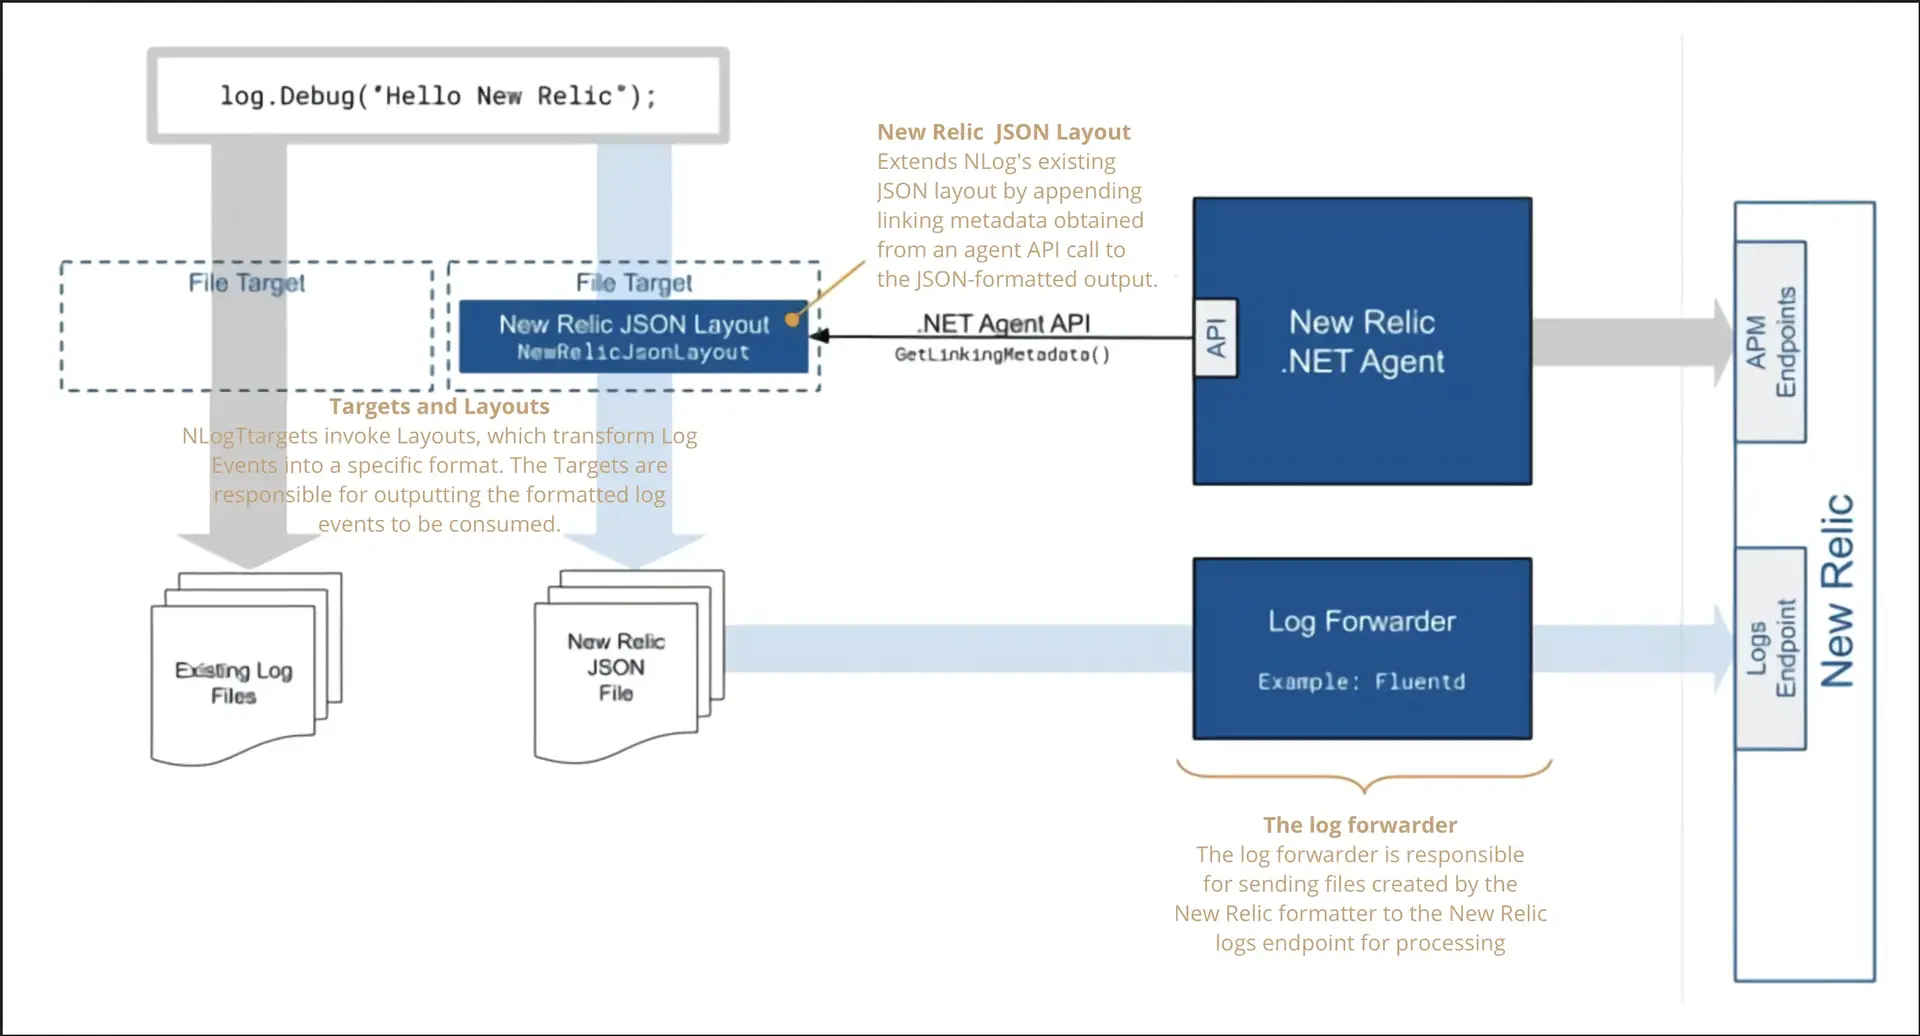 log.Debug("Hello New Relic");
New Relic JSON Layout
Extends NLog's existing
JSON layout by appending
linking metadata obtained
from an agent API call to
the JSON-formatted output.
File Target
File Target
New Relic JSON Layout
NewRelicJsonLayout
.NET Agent API
GetLinkingMetadata()
API
New Relic
.NET Agent
APM
Endpoints
Targets and Layouts
NLogTtargets invoke Layouts, which transform Log
Events into a specific format. The Targets are
responsible for outputting the formatted log
events to be consumed.
Existing Log
Files
New Relic
JSON
File
Log Forwarder
Example: Fluentd
Logs
Endpoint
New Relic
The log forwarder
The log forwarder is responsible
for sending files created by the
New Relic formatter to the New Relic
logs endpoint for processing